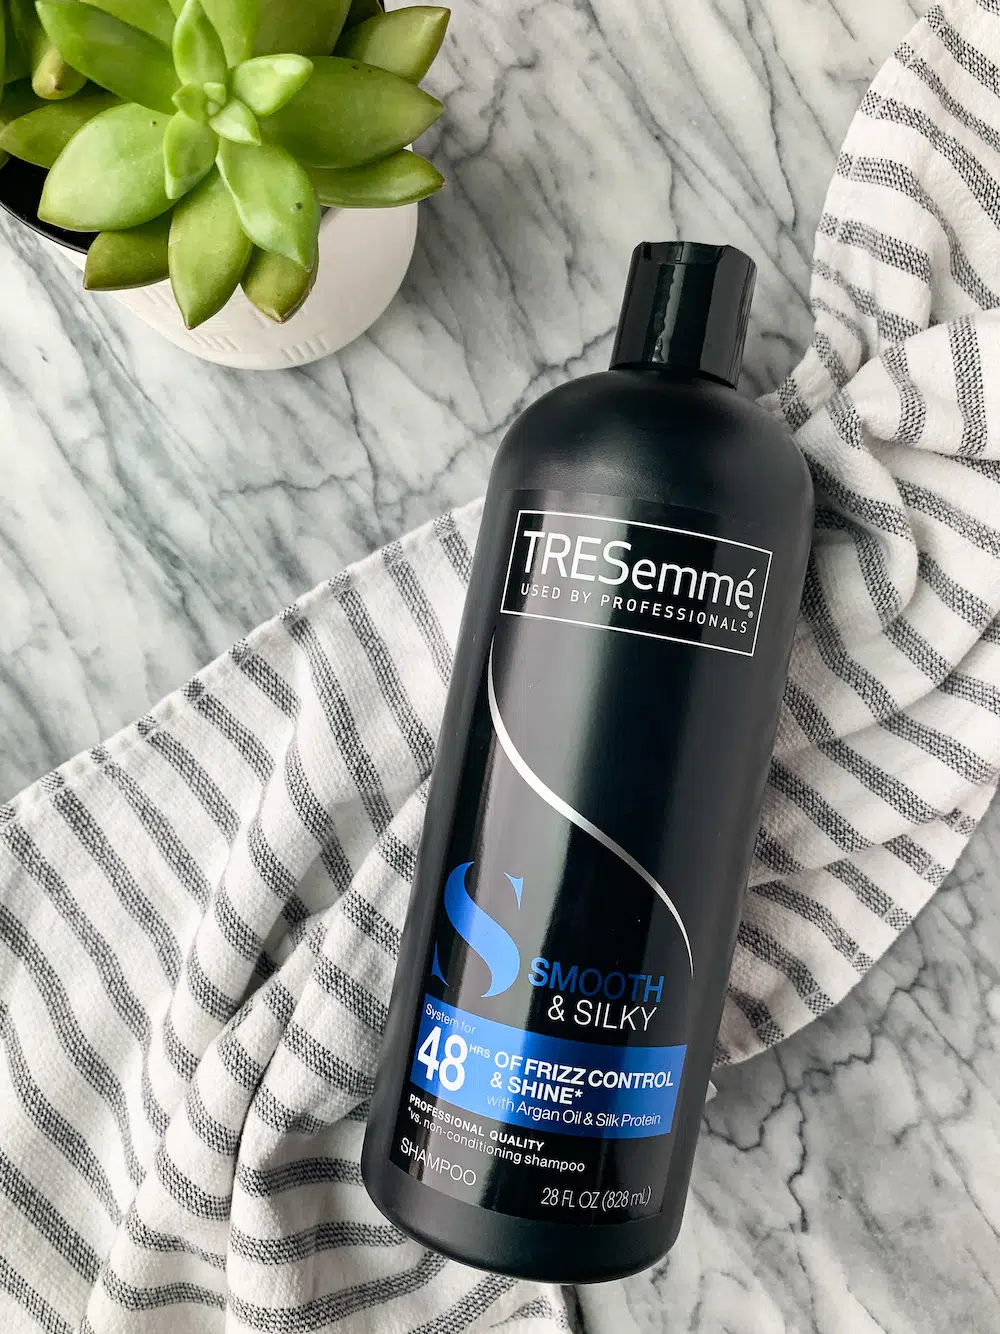 TRESemmé®
USED BY PROFESSIONALS
S
SMOOTH
& SILKY
System for
48 HRS OF FRIZZ CONTROL
& SHINE*
with Argan Oil & Silk Protein
PROFESSIONAL QUALITY
*vs. non-conditioning shampoo
SHAMPOO
28 FL OZ (828 mL)